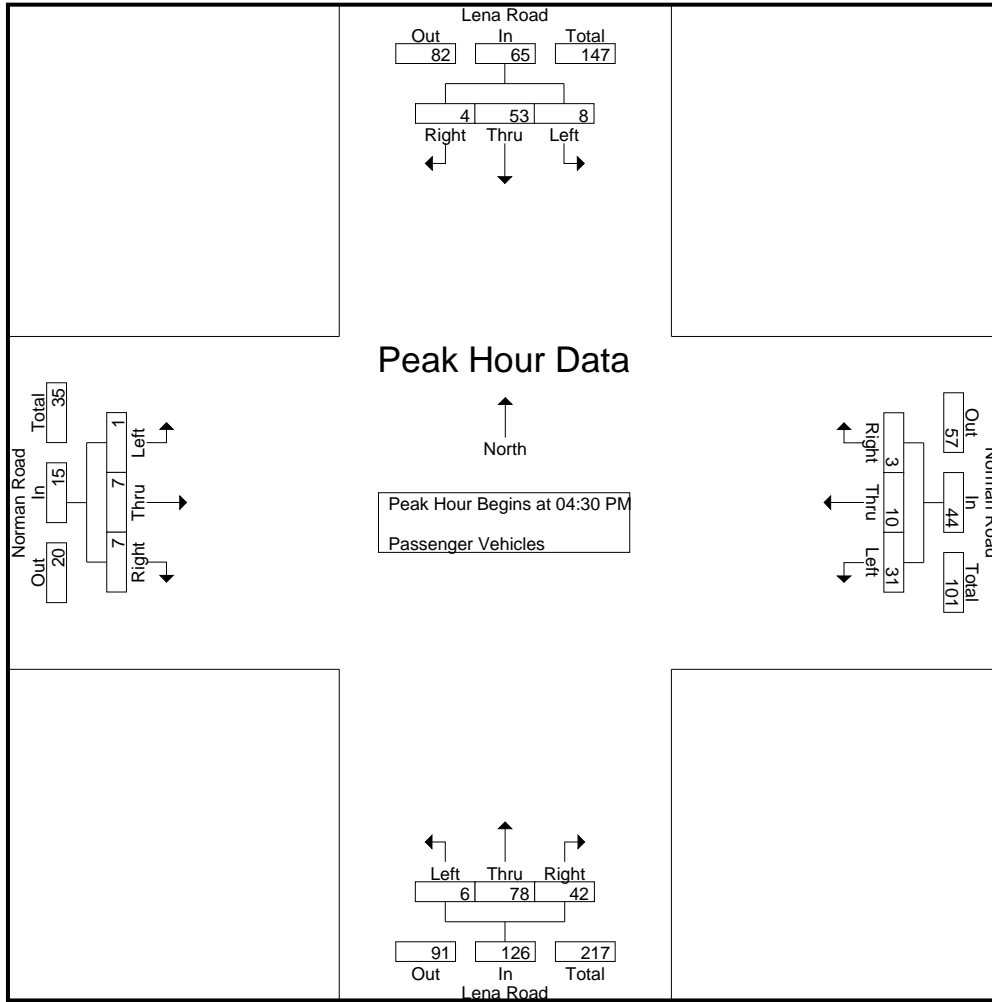 Lena Road
Out In Total
82 65 147
4 53 8
Right Thru Left
Peak Hour Data
North
Peak Hour Begins at 04:30 PM
Passenger Vehicles
Norman Road
Total In Out
35 15 20
1 7 7
Left Thru Right
Right Thru Left
3 10 31
Out In Total
57 44 101
Norman Road
Left Thru Right
6 78 42
91 126 217
Out In Total
Lena Road